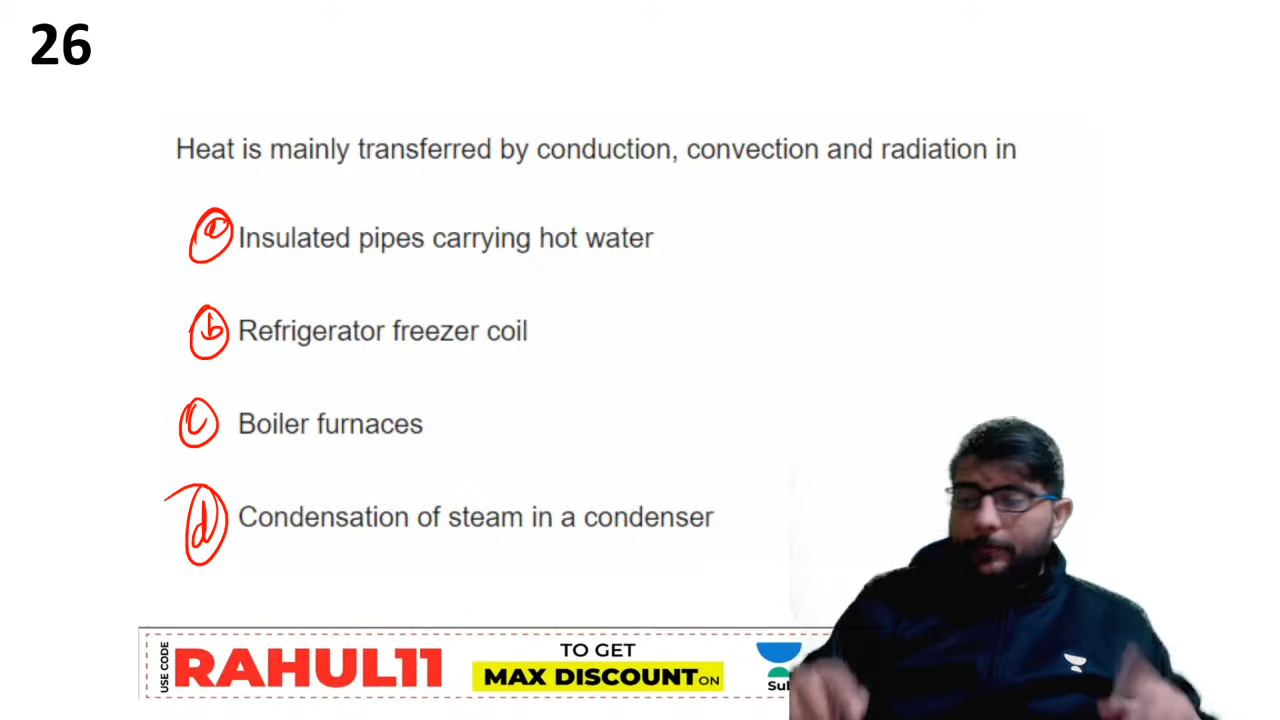 26
Heat is mainly transferred by conduction, convection and radiation in
a Insulated pipes carrying hot water
b Refrigerator freezer coil
c Boiler furnaces
d Condensation of steam in a condenser
USE CODE
RAHUL11
TO GET
MAX DISCOUNT ON